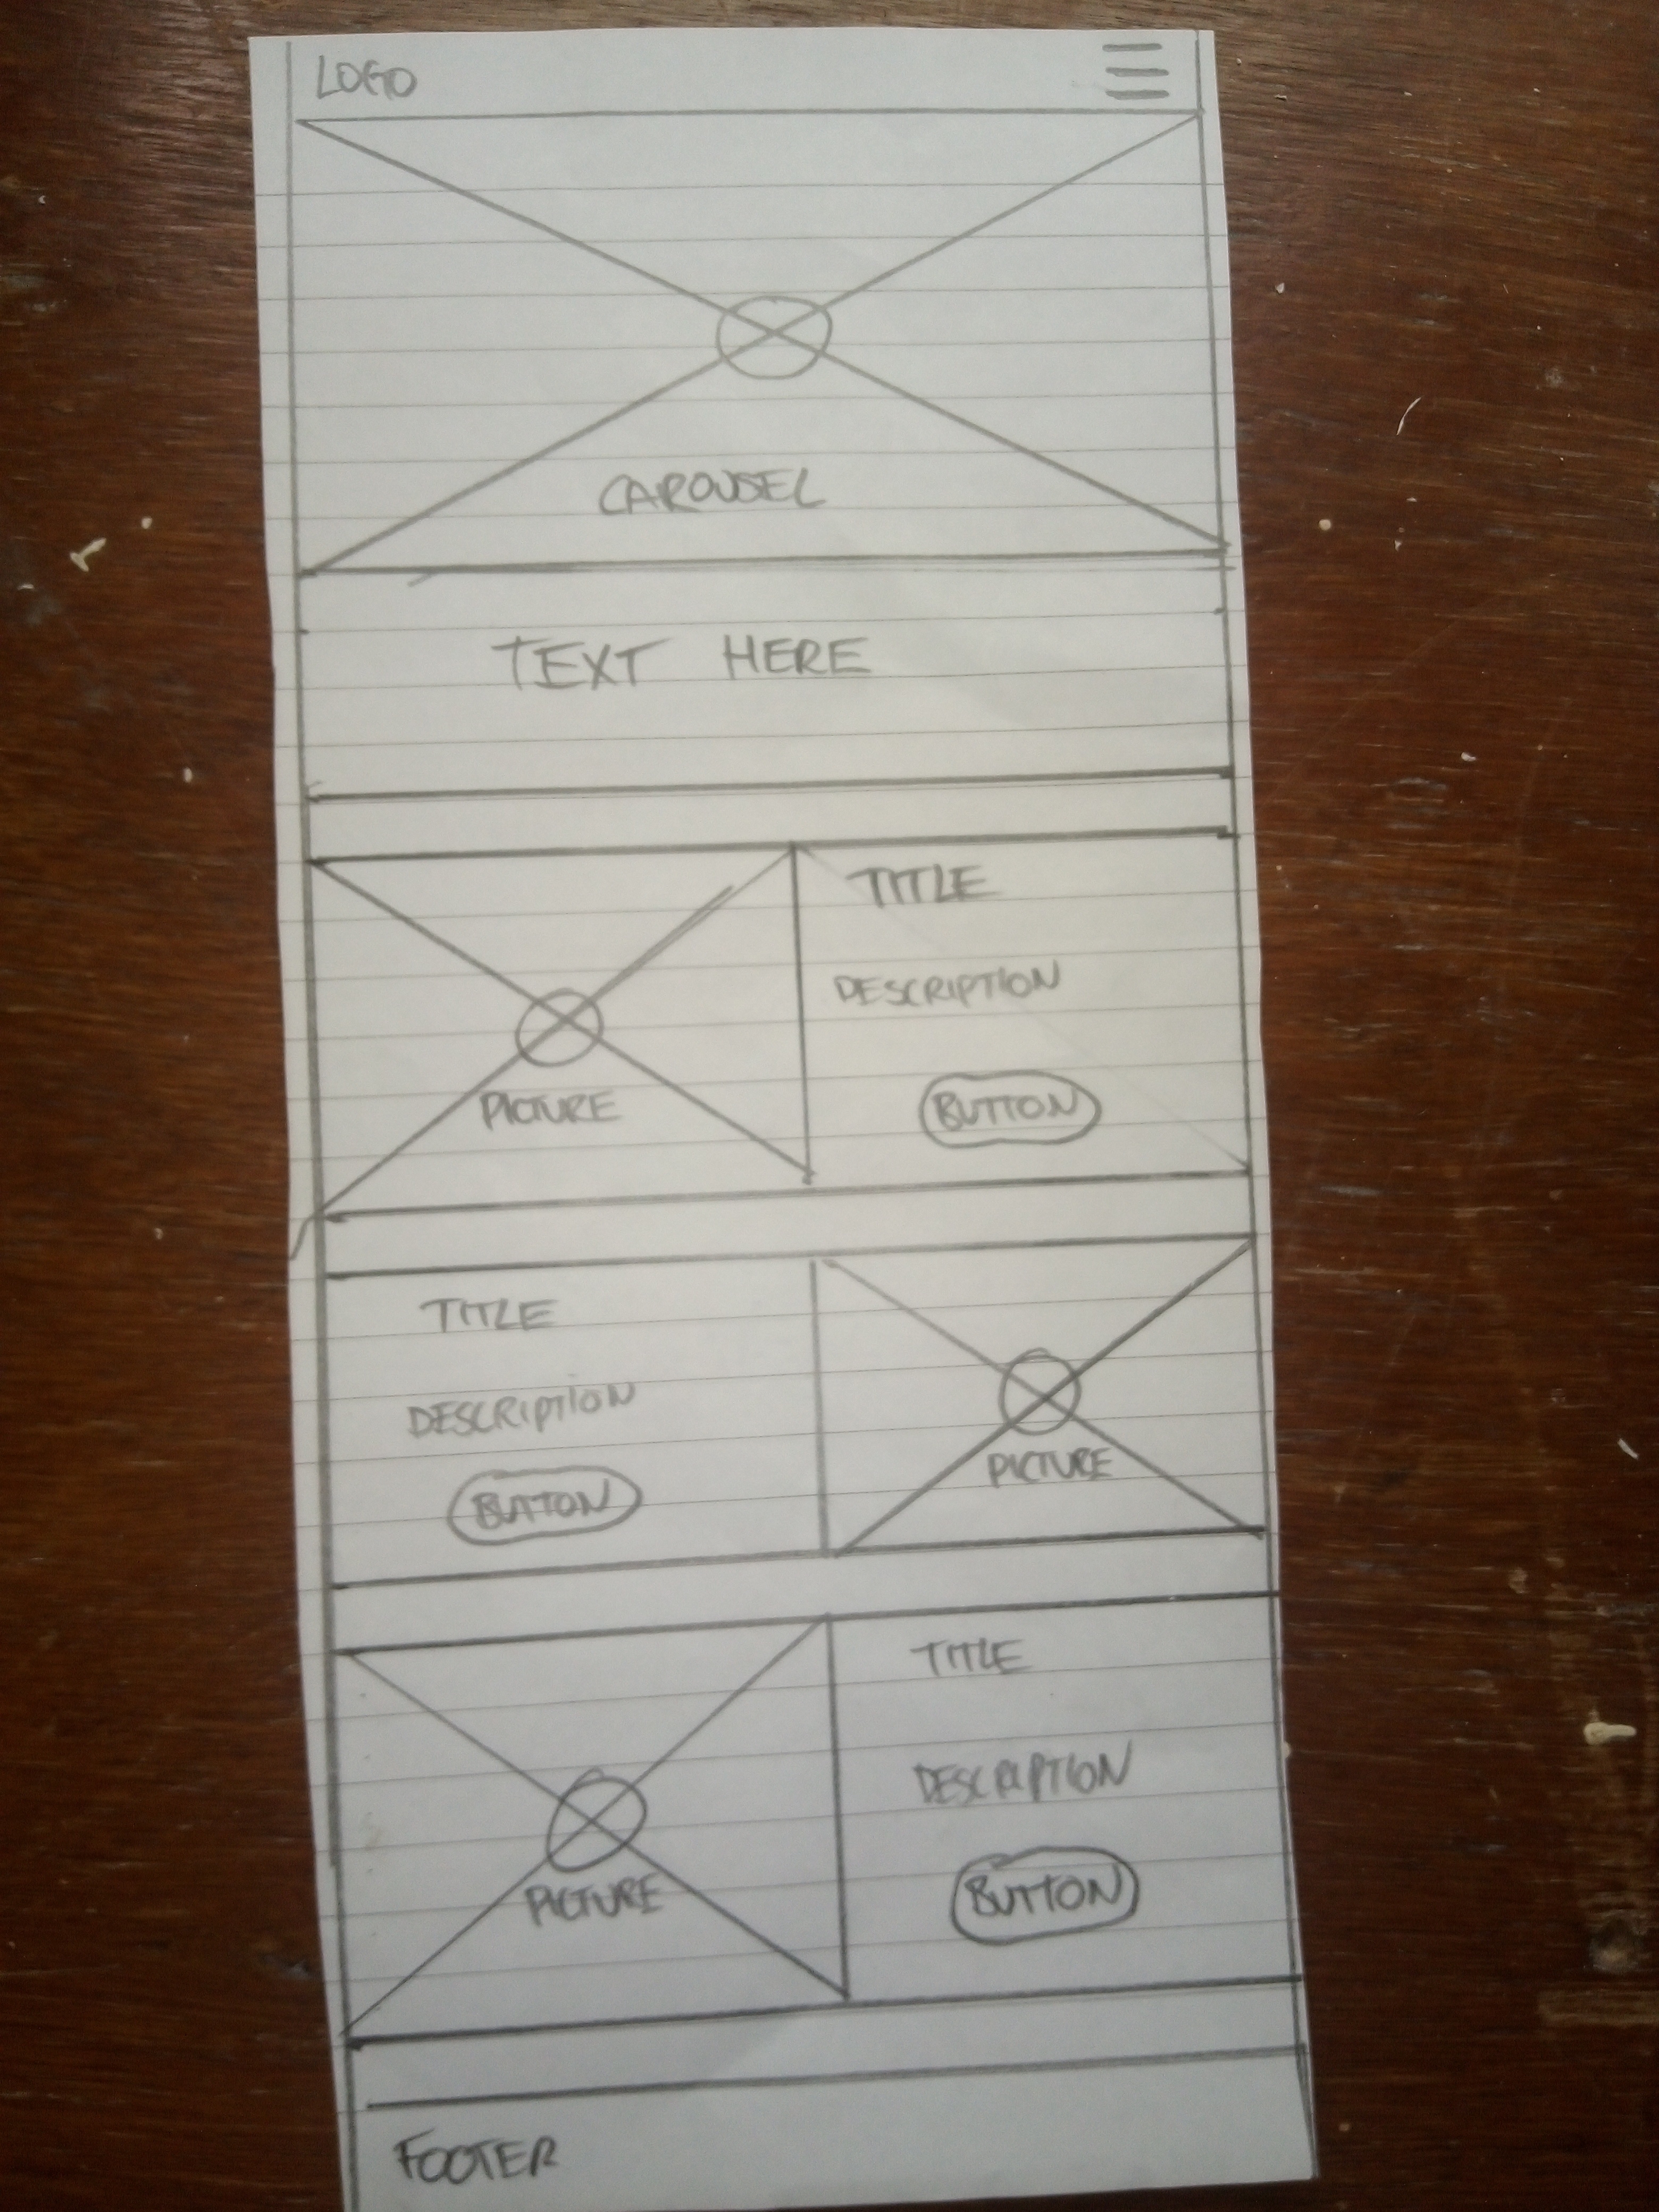 LOGO
CAROUSEL
TEXT HERE
TITLE
DESCRIPTION
PICTURE
BUTTON
TITLE
DESCRIPTION
BUTTON
PICTURE
TITLE
DESCRIPTION
PICTURE
BUTTON
FOOTER